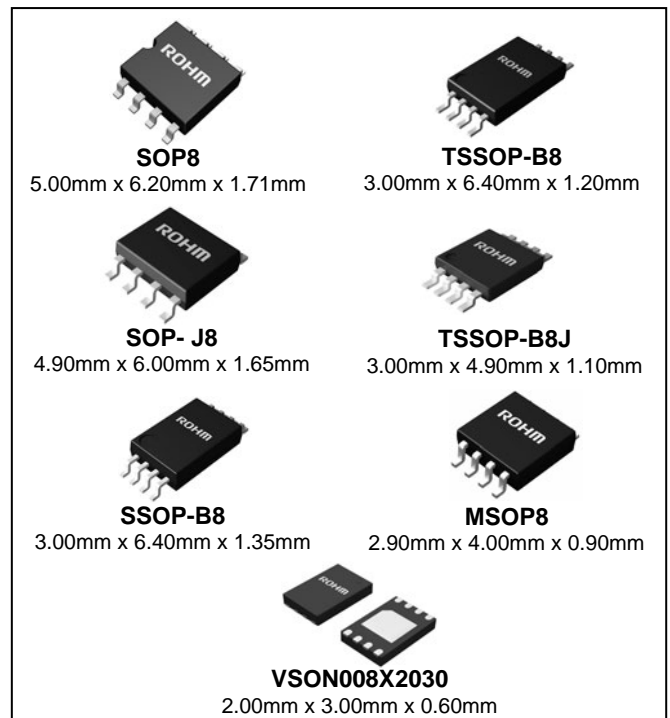 ROHM
SOP8
5.00mm x 6.20mm x 1.71mm
ROHM
TSSOP-B8
3.00mm x 6.40mm x 1.20mm
ROHM
SOP- J8
4.90mm x 6.00mm x 1.65mm
ROHM
TSSOP-B8J
3.00mm x 4.90mm x 1.10mm
ROHM
SSOP-B8
3.00mm x 6.40mm x 1.35mm
ROHM
MSOP8
2.90mm x 4.00mm x 0.90mm
ROHM
VSON008X2030
2.00mm x 3.00mm x 0.60mm